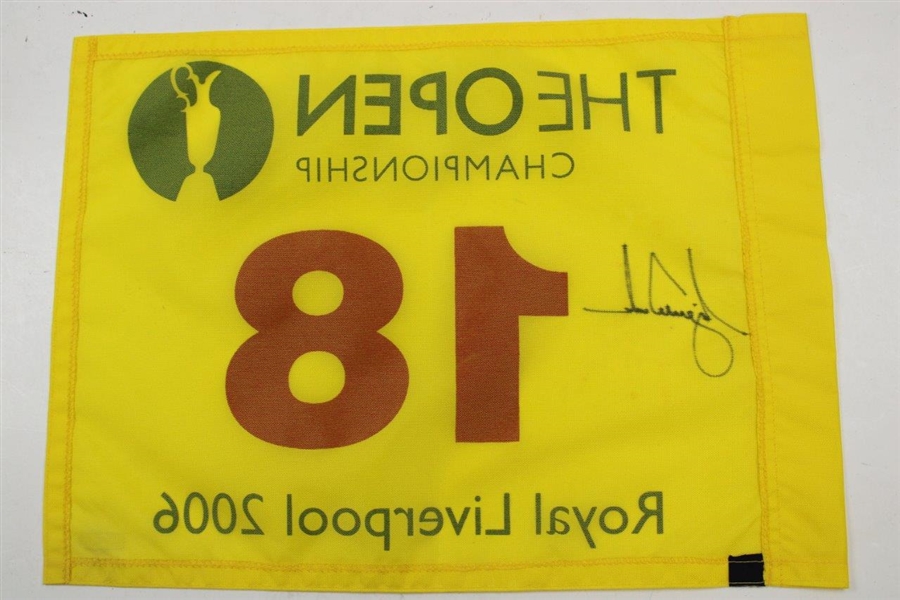 THE OPEN
CHAMPIONSHIP
18
Royal Liverpool 2006